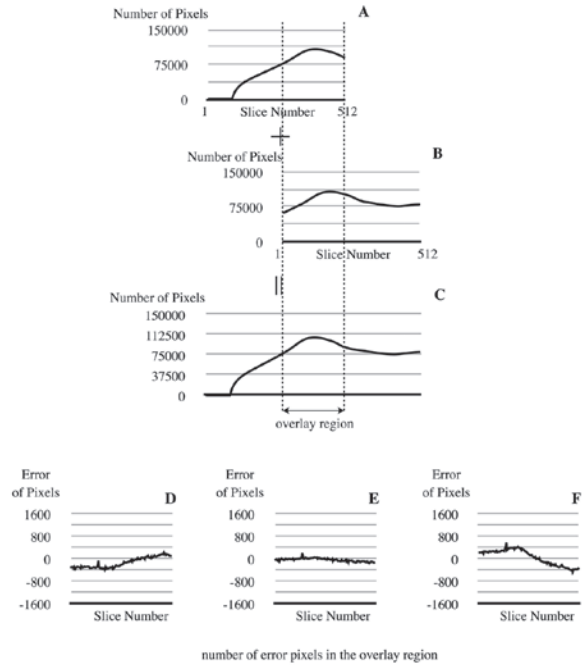 Number of Pixels
A
150000
75000
0
1
Slice Number
512
+
Number of Pixels
B
150000
75000
0
1
Slice Number
512
||
Number of Pixels
C
150000
112500
75000
37500
0
overlay region
Error
of Pixels
D
1600
800
0
-800
-1600
Slice Number
Error
of Pixels
E
1600
800
0
-800
-1600
Slice Number
Error
of Pixels
F
1600
800
0
-800
-1600
Slice Number
number of error pixels in the overlay region